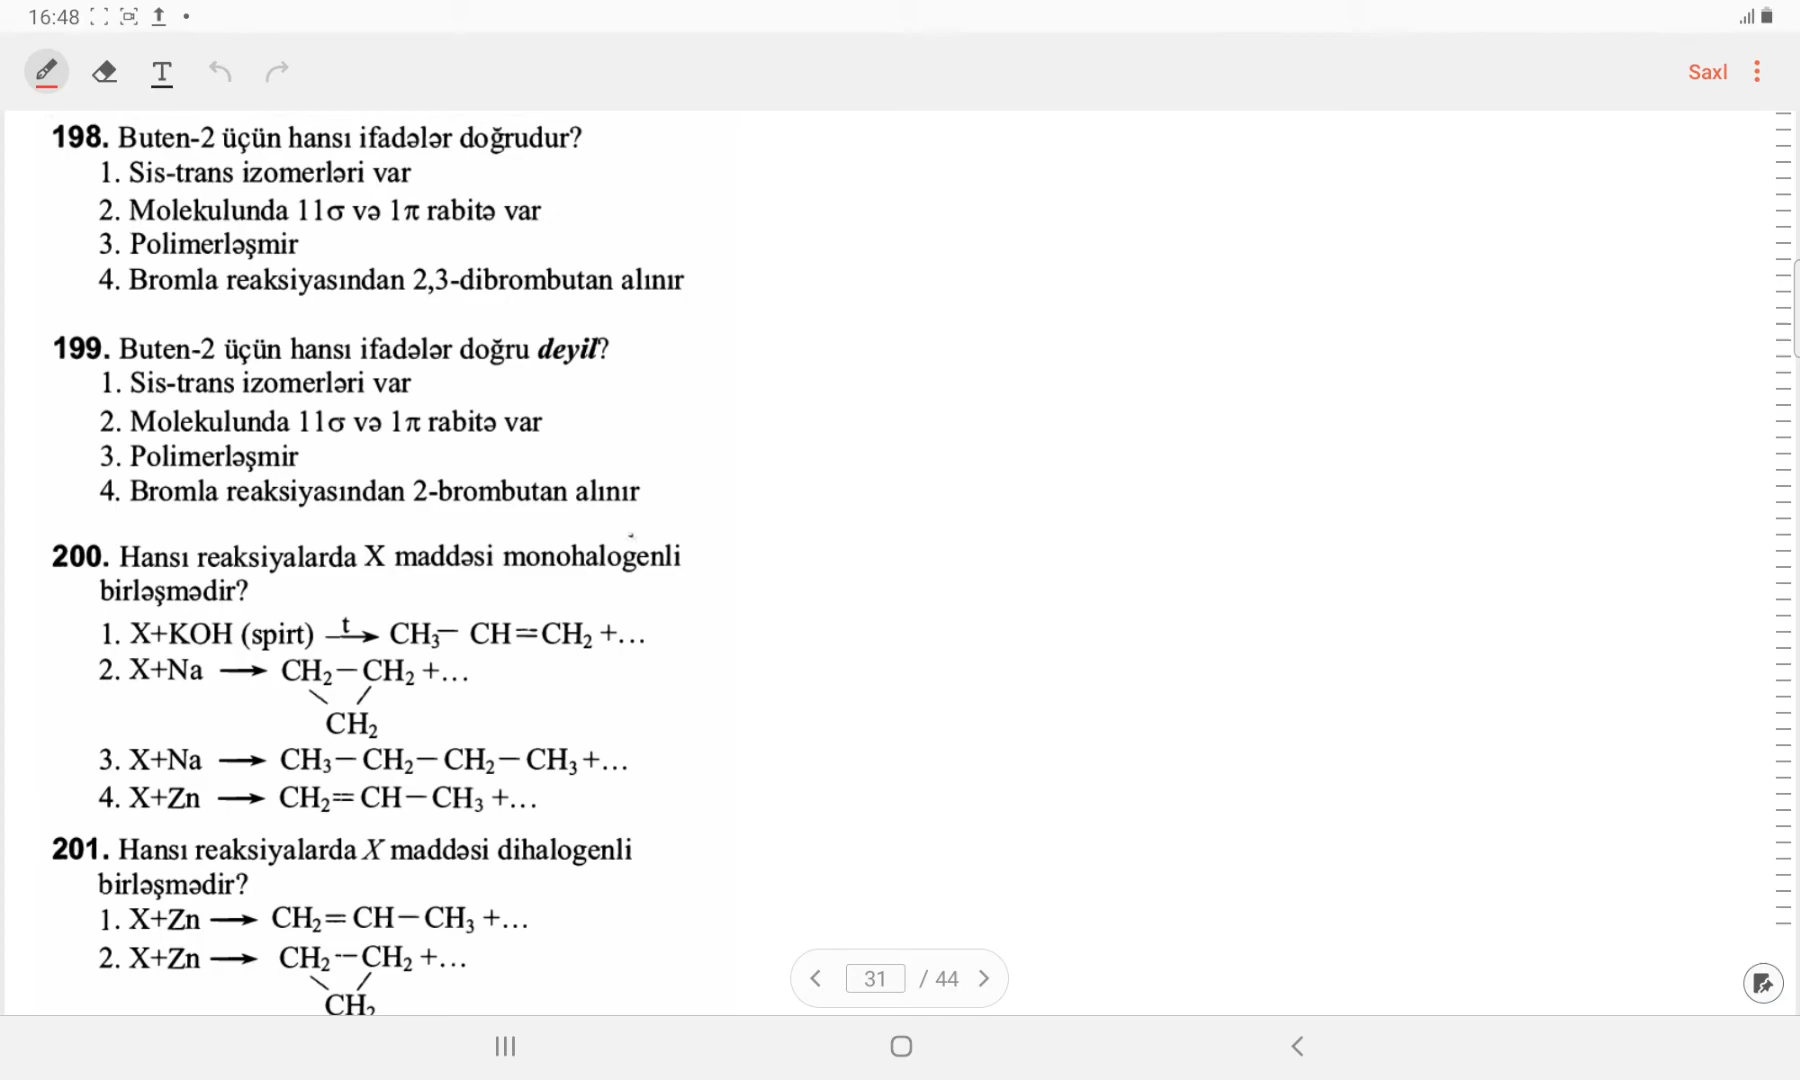 16:48
Saxl
198. Buten-2 üçün hansı ifadələr doğrudur?
1. Sis-trans izomerləri var
2. Molekulunda 11σ və 1π rabitə var
3. Polimerləşmir
4. Bromla reaksiyasından 2,3-dibrombutan alınır
199. Buten-2 üçün hansı ifadələr doğru deyil?
1. Sis-trans izomerləri var
2. Molekulunda 11σ və 1π rabitə var
3. Polimerləşmir
4. Bromla reaksiyasından 2-brombutan alınır
200. Hansı reaksiyalarda X maddəsi monohalogenli
birləşmədir?
1. X+KOH (spirt) —t→ CH₃— CH=CH₂ +...
2. X+Na → CH₂—CH₂ +...
\ /
CH₂
3. X+Na → CH₃—CH₂—CH₂—CH₃+...
4. X+Zn → CH₂=CH—CH₃ +...
201. Hansı reaksiyalarda X maddəsi dihalogenli
birləşmədir?
1. X+Zn → CH₂=CH—CH₃ +...
2. X+Zn → CH₂--CH₂ +...
\ /
CH₂
31 / 44